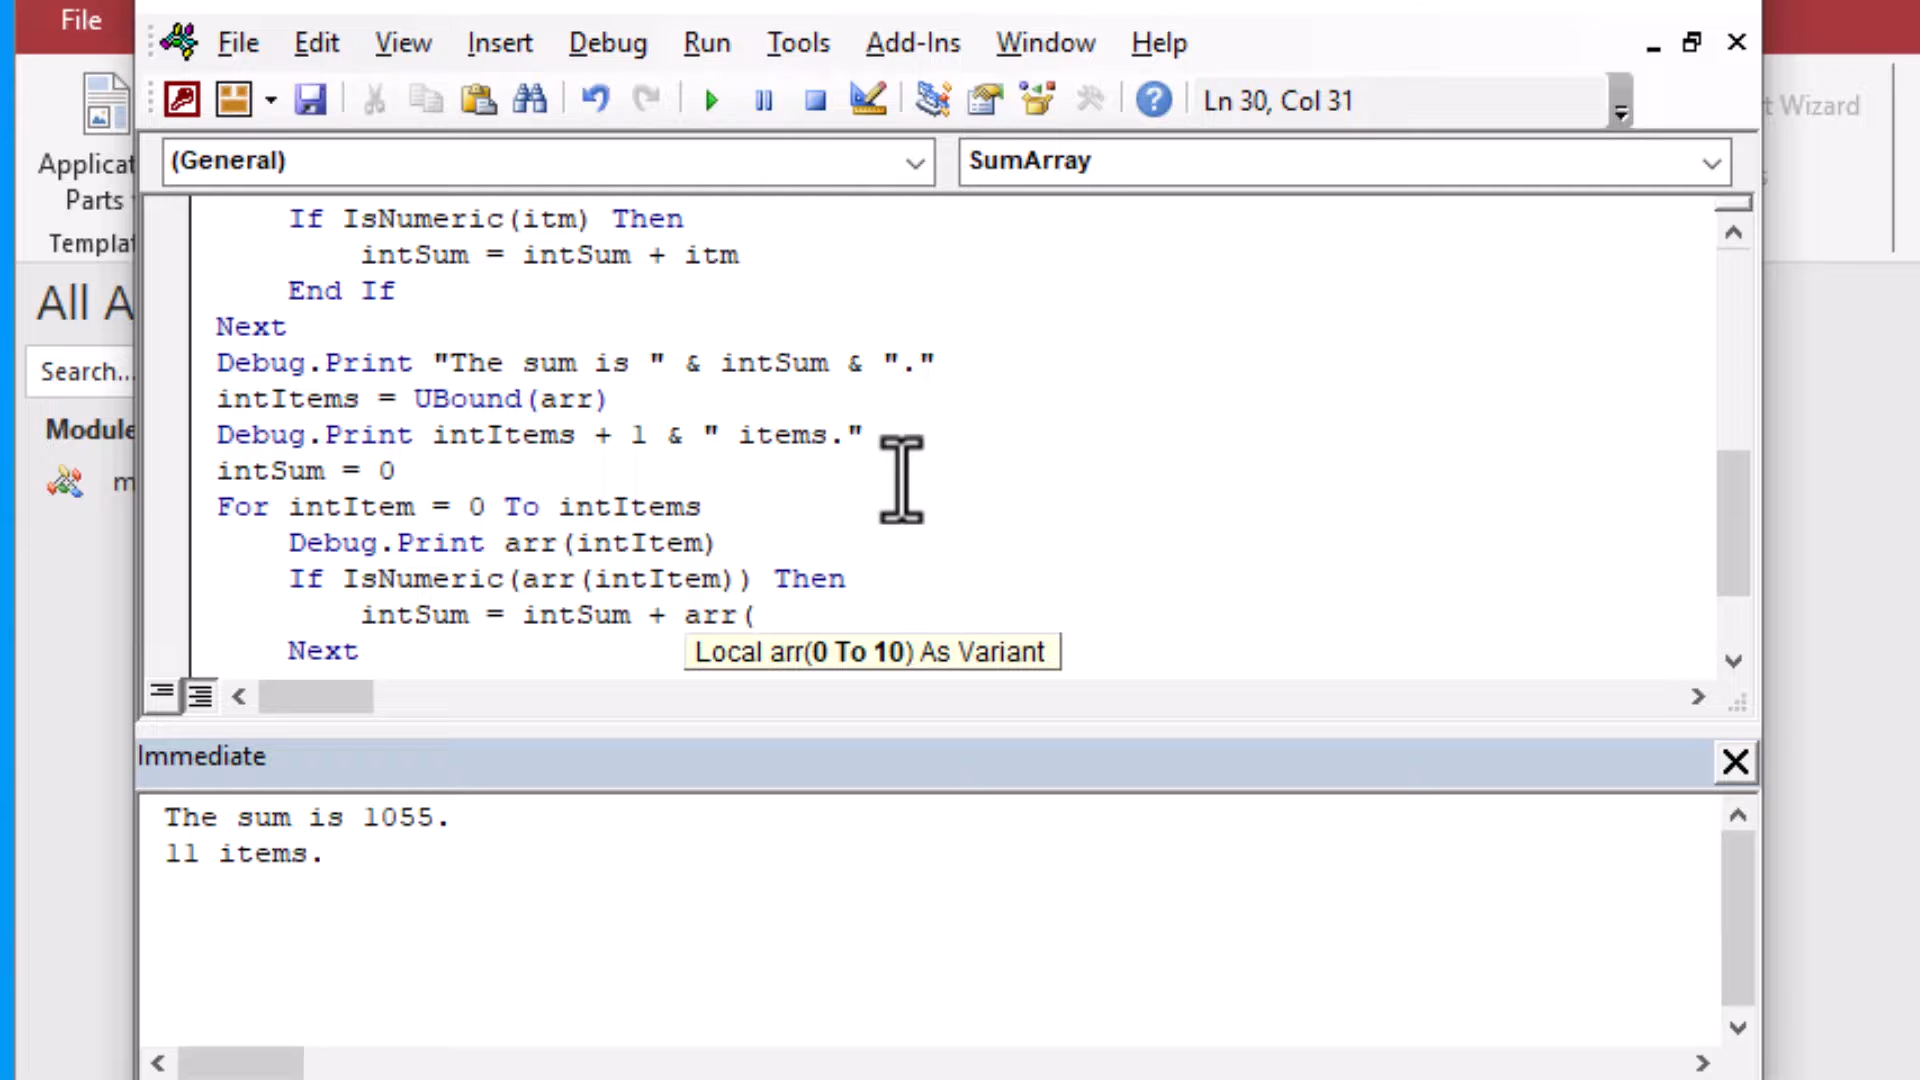 File
File Edit View Insert Debug Run Tools Add-Ins Window Help
Ln 30, Col 31
t Wizard
Applicat
Parts
Templat
(General)
SumArray
All A
Search...
Module
m
If IsNumeric(itm) Then
intSum = intSum + itm
End If
Next
Debug.Print "The sum is " & intSum & "."
intItems = UBound(arr)
Debug.Print intItems + 1 & " items."
intSum = 0
For intItem = 0 To intItems
Debug.Print arr(intItem)
If IsNumeric(arr(intItem)) Then
intSum = intSum + arr(
Next
Local arr(0 To 10) As Variant
Immediate
The sum is 1055.
11 items.